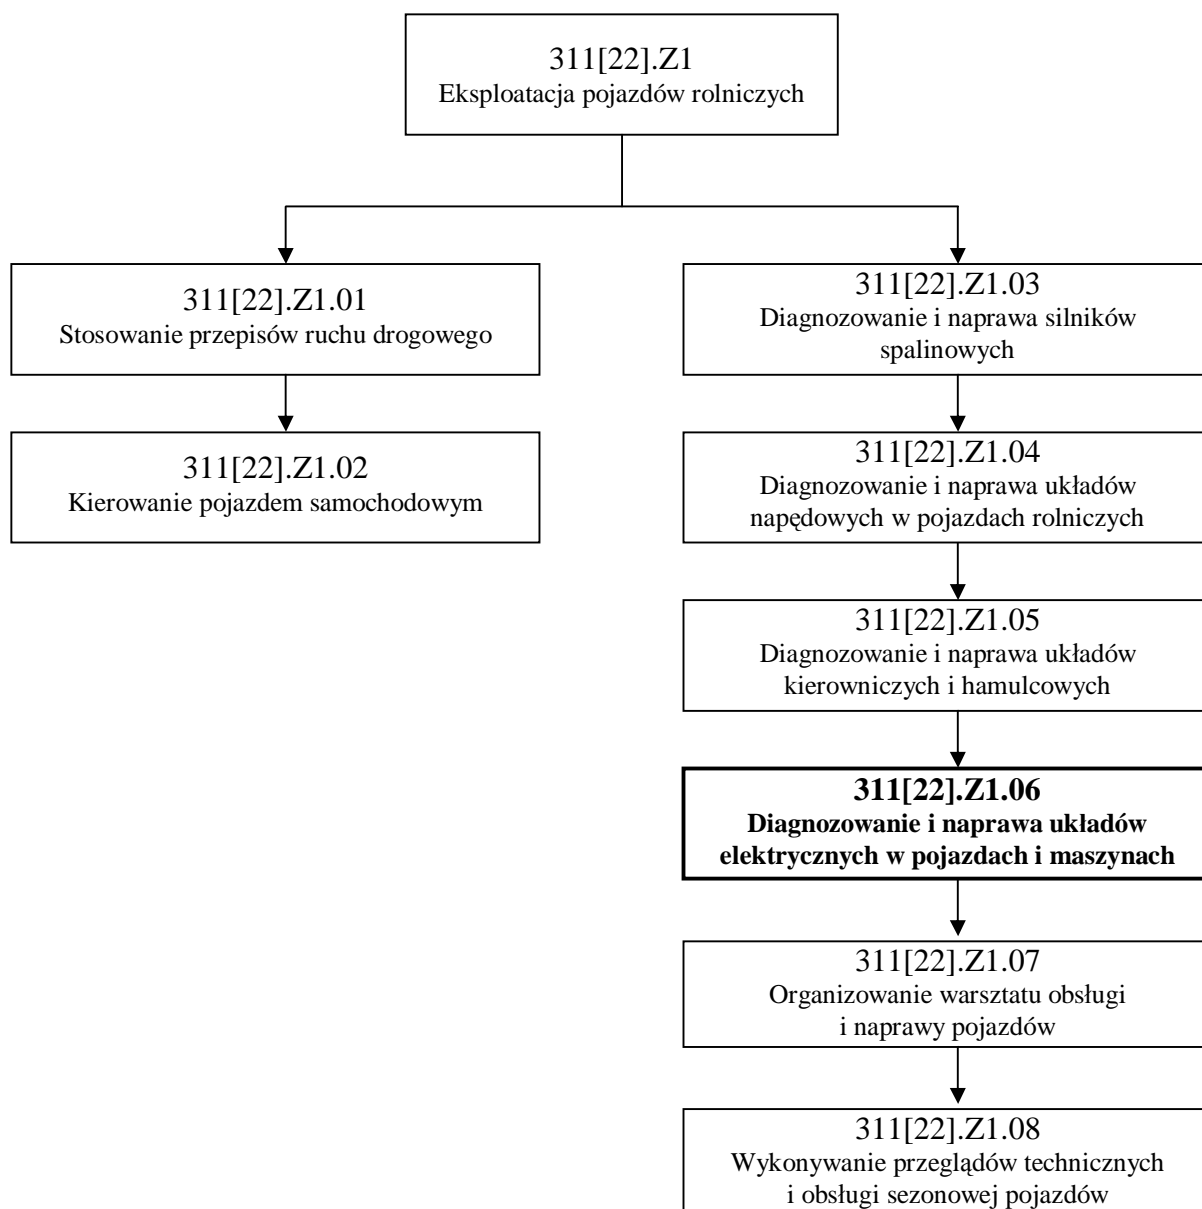 311[22].Z1
Eksploatacja pojazdów rolniczych
311[22].Z1.01
Stosowanie przepisów ruchu drogowego
311[22].Z1.02
Kierowanie pojazdem samochodowym
311[22].Z1.03
Diagnozowanie i naprawa silników
spalinowych
311[22].Z1.04
Diagnozowanie i naprawa układów
napędowych w pojazdach rolniczych
311[22].Z1.05
Diagnozowanie i naprawa układów
kierowniczych i hamulcowych
311[22].Z1.06
Diagnozowanie i naprawa układów
elektrycznych w pojazdach i maszynach
311[22].Z1.07
Organizowanie warsztatu obsługi
i naprawy pojazdów
311[22].Z1.08
Wykonywanie przeglądów technicznych
i obsługi sezonowej pojazdów